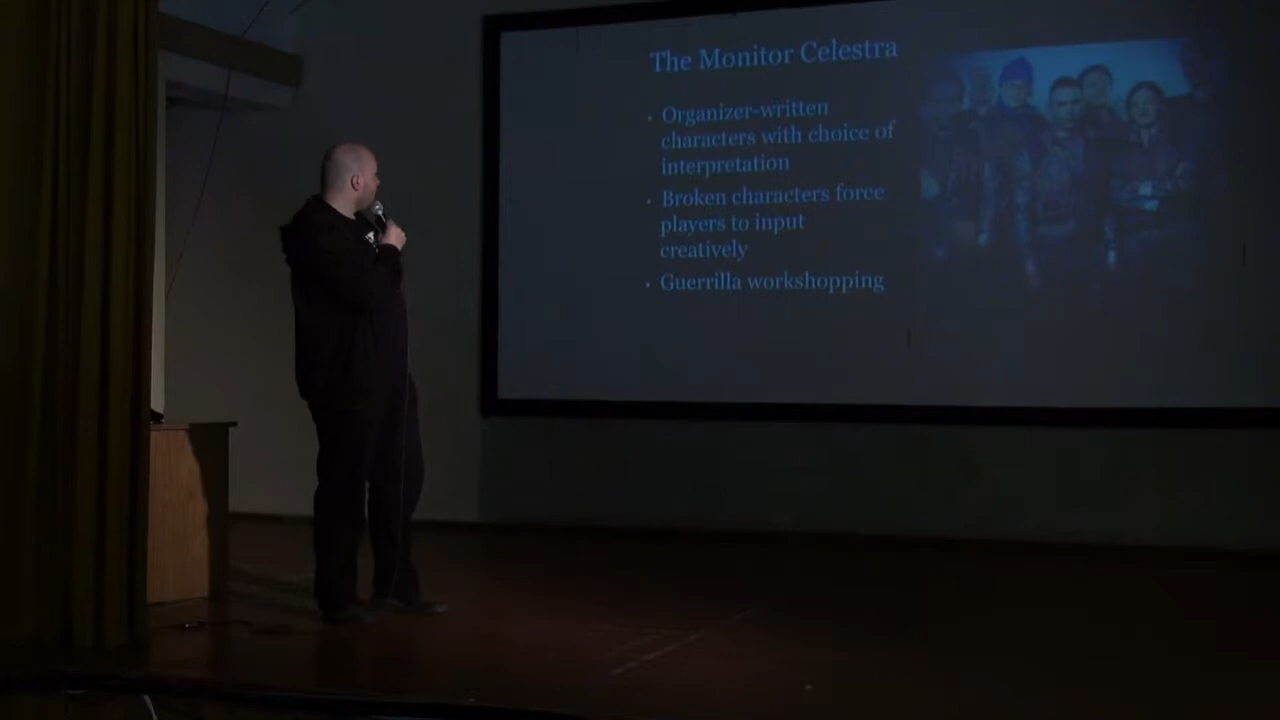 The Monitor Celestra
• Organizer-written
characters with choice of
interpretation
• Broken characters force
players to input
creatively
• Guerrilla workshopping